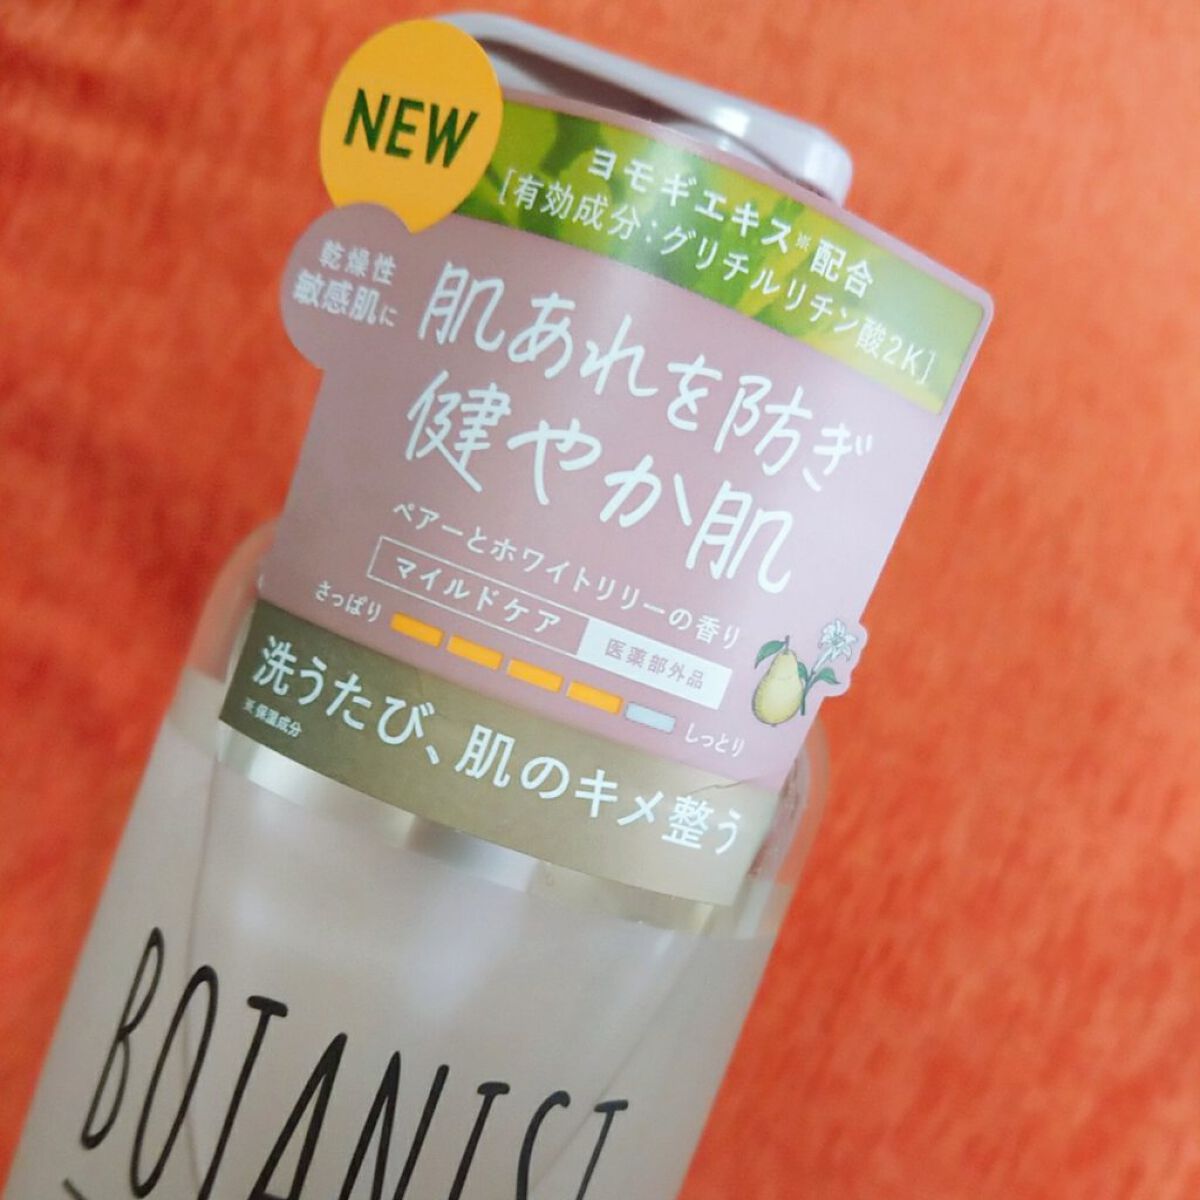 NEW
ヨモギエキス※配合
[有効成分:グリチルリチン酸2K]
乾燥性
敏感肌に
肌あれを防ぎ
健やか肌
ペアーとホワイトリリーの香り
マイルドケア
医薬部外品
さっぱり
しっとり
洗うたび、肌のキメ整う
※保湿成分
BOTANIST